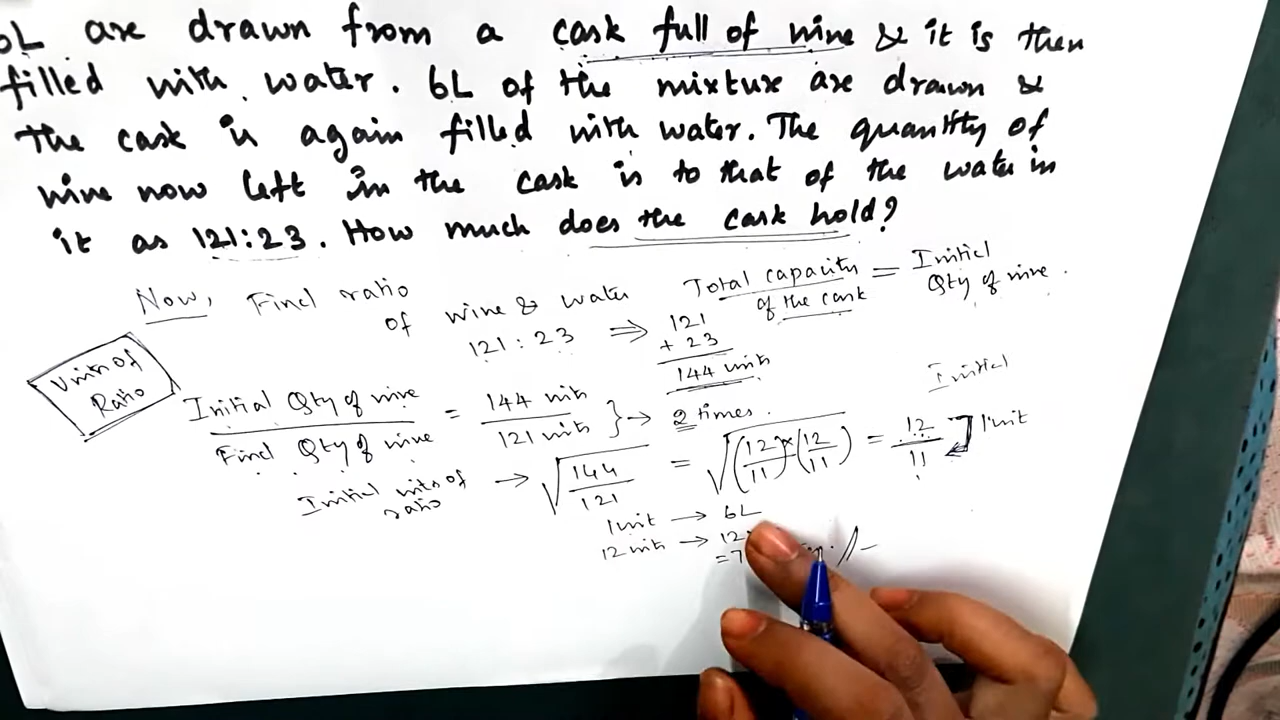 6L are drawn from a cask full of wine & it is then
filled with water. 6L of the mixture are drawn &
the cask is again filled with water. The quantity of
wine now left in the cask is to that of the water in
it as 121:23. How much does the cask hold?
Now, Final ratio of wine & water
121 : 23 ⇒ 121
+ 23
144 units
Total capacity of the cask = Initial Qty of wine.
Units of Ratio
Initial Qty of wine / Final Qty of wine = 144 units / 121 units } → 2 times.
Initial units of ratio → √(144/121) = √((12/11) × (12/11)) = 12/11 ] 1 unit
Initial
1 unit → 6L
12 units → 12
= 7